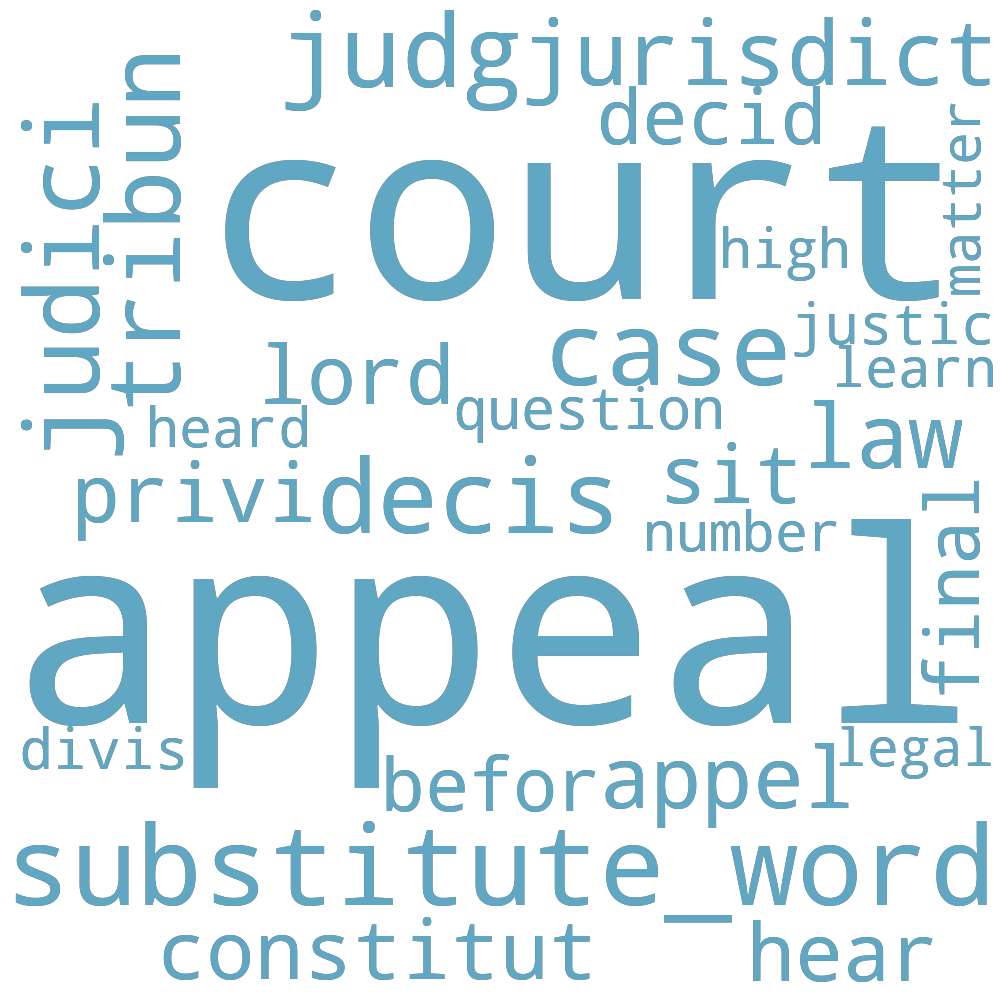 judg jurisdict
decid
judici
tribun
court
matter
high
justic
case
lord
learn
question
heard
law
sit
privi decis
number
final
appeal
divis
legal
befor appel
substitute_word
constitut
hear